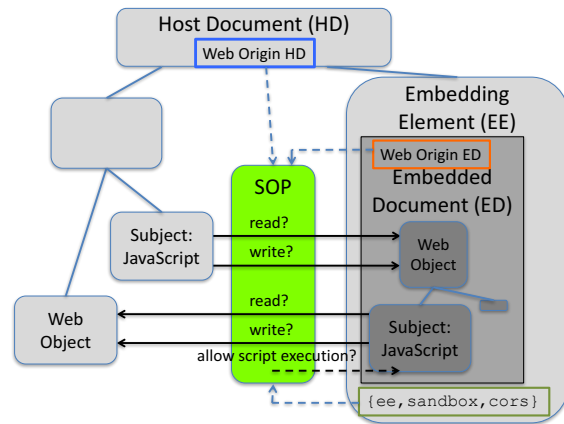 Host Document (HD)
Web Origin HD
Embedding
Element (EE)
Web Origin ED
Embedded
Document (ED)
SOP
read?
write?
Subject:
JavaScript
Web
Object
read?
write?
Web
Object
Subject:
JavaScript
allow script execution?
{ee,sandbox,cors}